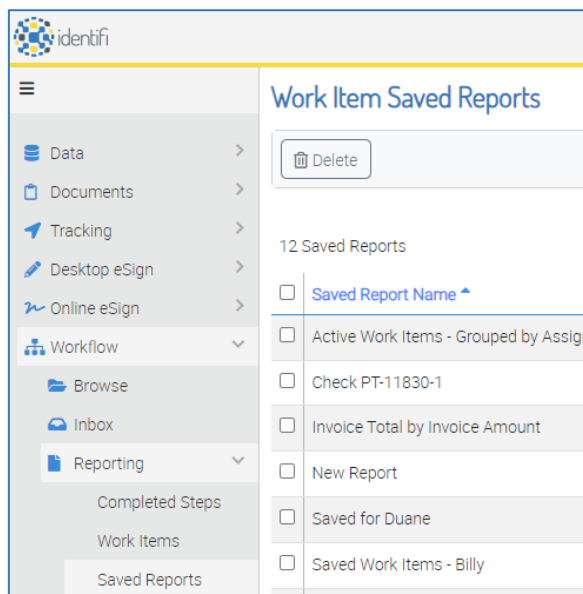 identifi
Work Item Saved Reports
Delete
Data
Documents
Tracking
Desktop eSign
Online eSign
Workflow
Browse
Inbox
Reporting
Completed Steps
Work Items
Saved Reports
12 Saved Reports
Saved Report Name
Active Work Items - Grouped by Assig
Check PT-11830-1
Invoice Total by Invoice Amount
New Report
Saved for Duane
Saved Work Items - Billy